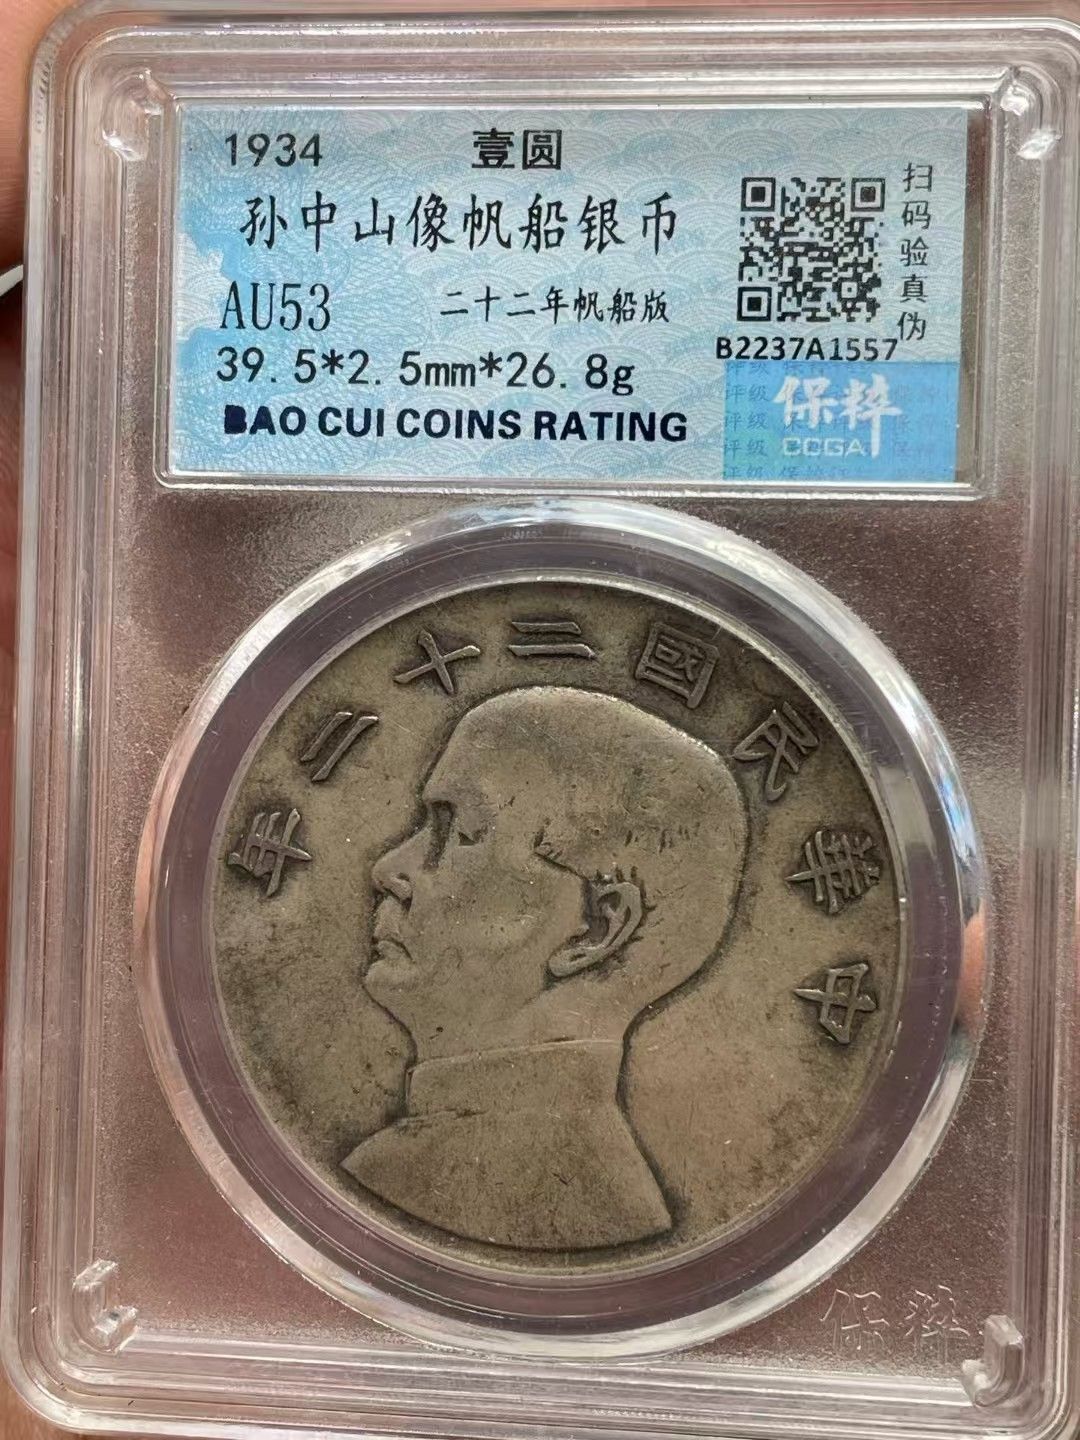 1934 壹圆
孙中山像帆船银币
AU53 二十二年帆船版
39.5*2.5mm*26.8g
BAO CUI COINS RATING
扫码验真伪
B2237A1557
保粹
CCGA
中華民國二十二年
保粹